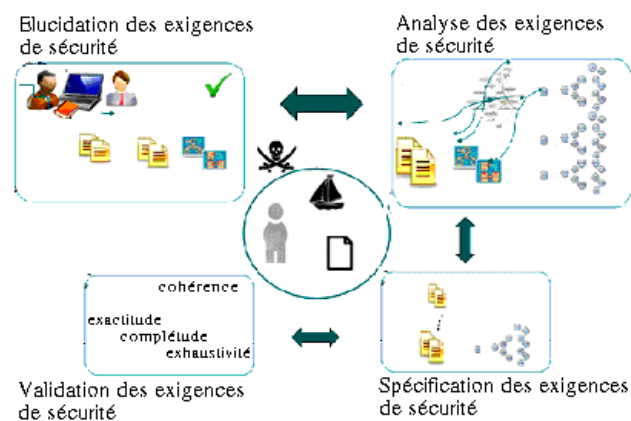 Elucidation des exigences
de sécurité
Analyse des exigences
de sécurité
cohérence
exactitude
complétude
exhaustivité
Validation des exigences
de sécurité
Spécification des exigences
de sécurité